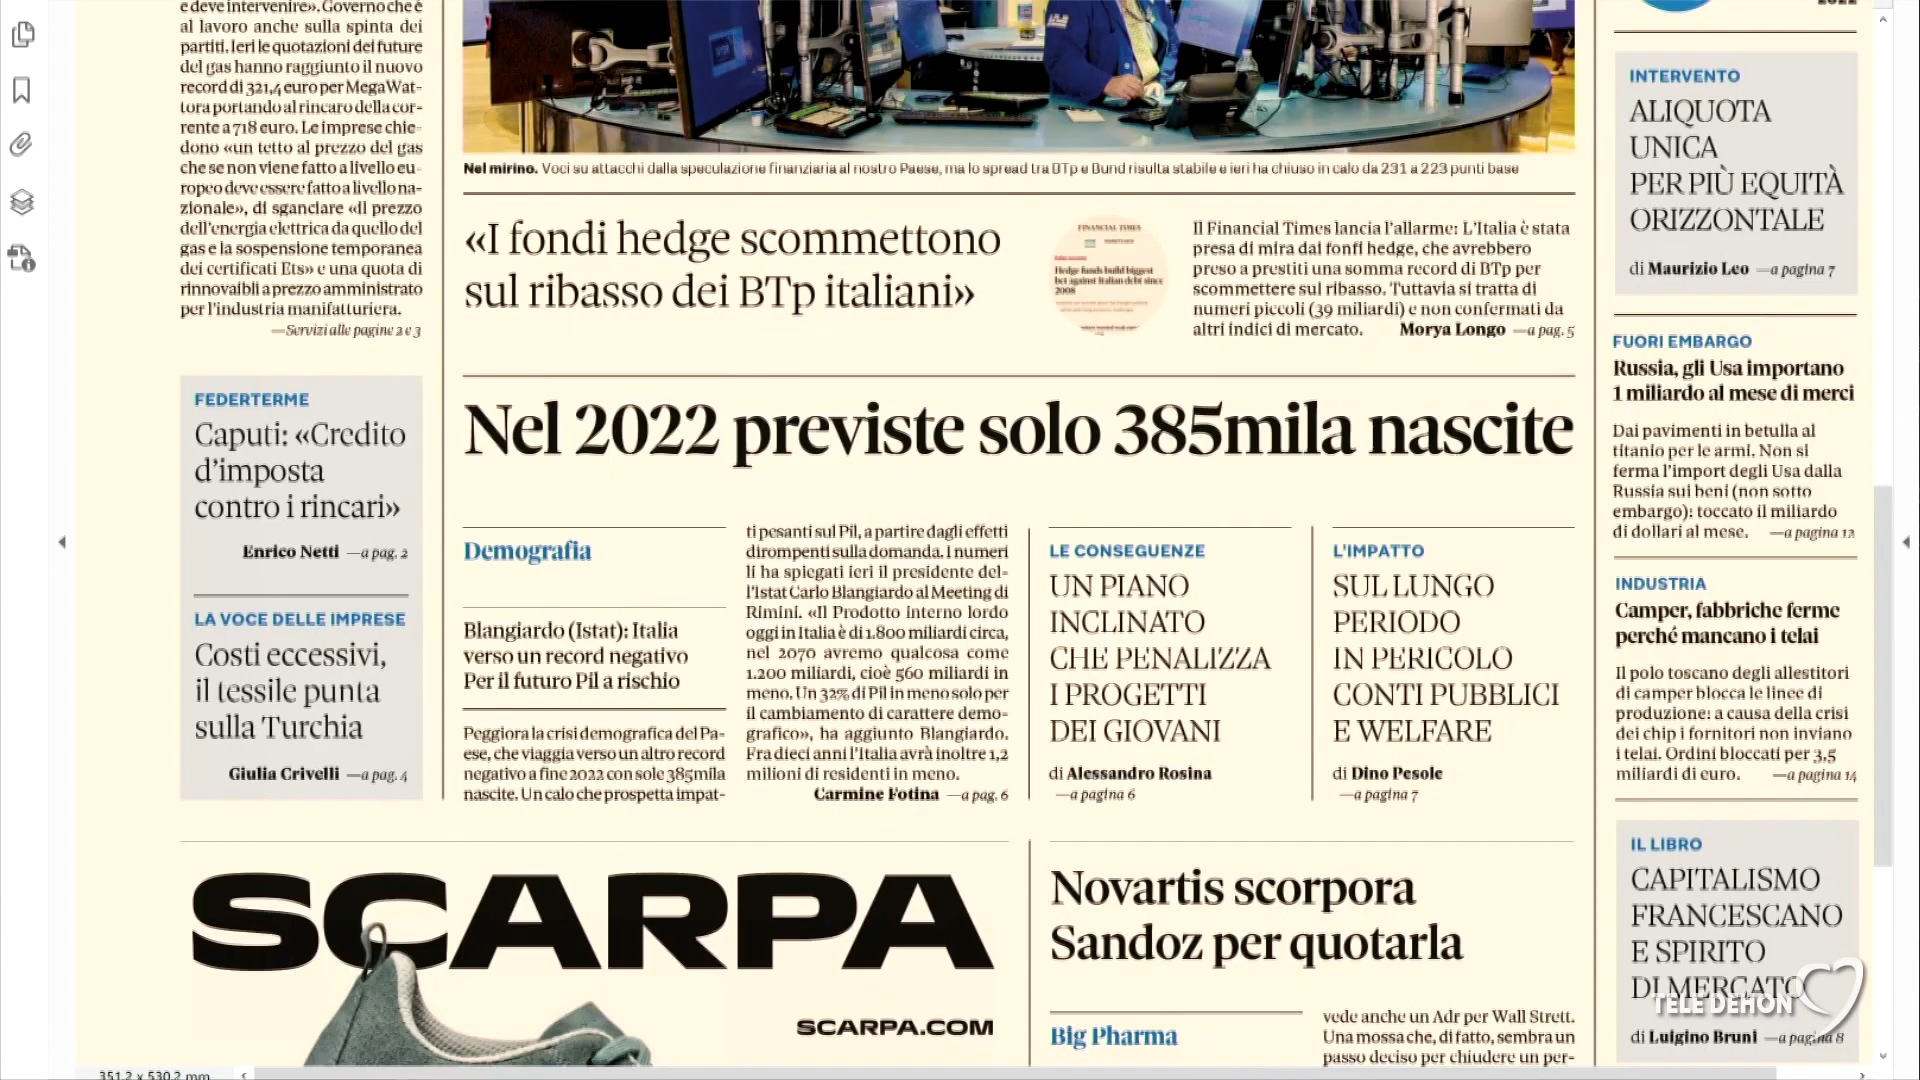 e deve intervenire». Governo che è
al lavoro anche sulla spinta dei
partiti. Ieri le quotazioni dei future
del gas hanno raggiunto il nuovo
record di 321,4 euro per MegaWat-
tora portando al rincaro della cor-
rente a 718 euro. Le imprese chie-
dono «un tetto al prezzo del gas
che se non viene fatto a livello eu-
ropeo deve essere fatto a livello na-
zionale», di sganciare «il prezzo
dell'energia elettrica da quello del
gas e la sospensione temporanea
dei certificati Ets» e una quota di
rinnovaibli a prezzo amministrato
per l'industria manifatturiera.
—Servizi alle pagine 2 e 3
FEDERTERME
Caputi: «Credito
d'imposta
contro i rincari»
Enrico Netti —a pag. 2
LA VOCE DELLE IMPRESE
Costi eccessivi,
il tessile punta
sulla Turchia
Giulia Crivelli —a pag. 4
Nel mirino. Voci su attacchi dalla speculazione finanziaria al nostro Paese, ma lo spread tra BTp e Bund risulta stabile e ieri ha chiuso in calo da 231 a 223 punti base
«I fondi hedge scommettono
sul ribasso dei BTp italiani»
FINANCIAL TIMES
Hedge funds build biggest
bet against Italian debt since
2008
Il Financial Times lancia l'allarme: L'Italia è stata
presa di mira dai fonfi hedge, che avrebbero
preso a prestiti una somma record di BTp per
scommettere sul ribasso. Tuttavia si tratta di
numeri piccoli (39 miliardi) e non confermati da
altri indici di mercato. Morya Longo —a pag. 5
Nel 2022 previste solo 385mila nascite
Demografia
Blangiardo (Istat): Italia
verso un record negativo
Per il futuro Pil a rischio
Peggiora la crisi demografica del Pa-
ese, che viaggia verso un altro record
negativo a fine 2022 con sole 385mila
nascite. Un calo che prospetta impat-
ti pesanti sul Pil, a partire dagli effetti
dirompenti sulla domanda. I numeri
li ha spiegati ieri il presidente del-
l'Istat Carlo Blangiardo al Meeting di
Rimini. «Il Prodotto interno lordo
oggi in Italia è di 1.800 miliardi circa,
nel 2070 avremo qualcosa come
1.200 miliardi, cioè 560 miliardi in
meno. Un 32% di Pil in meno solo per
il cambiamento di carattere demo-
grafico», ha aggiunto Blangiardo.
Fra dieci anni l'Italia avrà inoltre 1,2
milioni di residenti in meno.
Carmine Fotina —a pag. 6
LE CONSEGUENZE
UN PIANO
INCLINATO
CHE PENALIZZA
I PROGETTI
DEI GIOVANI
di Alessandro Rosina
—a pagina 6
L'IMPATTO
SUL LUNGO
PERIODO
IN PERICOLO
CONTI PUBBLICI
E WELFARE
di Dino Pesole
—a pagina 7
SCARPA
SCARPA.COM
Novartis scorpora
Sandoz per quotarla
Big Pharma
vede anche un Adr per Wall Strett.
Una mossa che, di fatto, sembra un
passo deciso per chiudere un per-
2022
INTERVENTO
ALIQUOTA
UNICA
PER PIÙ EQUITÀ
ORIZZONTALE
di Maurizio Leo —a pagina 7
FUORI EMBARGO
Russia, gli Usa importano
1 miliardo al mese di merci
Dai pavimenti in betulla al
titanio per le armi. Non si
ferma l'import degli Usa dalla
Russia sui beni (non sotto
embargo): toccato il miliardo
di dollari al mese. —a pagina 12
INDUSTRIA
Camper, fabbriche ferme
perché mancano i telai
Il polo toscano degli allestitori
di camper blocca le linee di
produzione: a causa della crisi
dei chip i fornitori non inviano
i telai. Ordini bloccati per 3,5
miliardi di euro. —a pagina 14
IL LIBRO
CAPITALISMO
FRANCESCANO
E SPIRITO
DI MERCATO
di Luigino Bruni —a pagina 8
TELE DEHON
351,2 x 530,2 mm